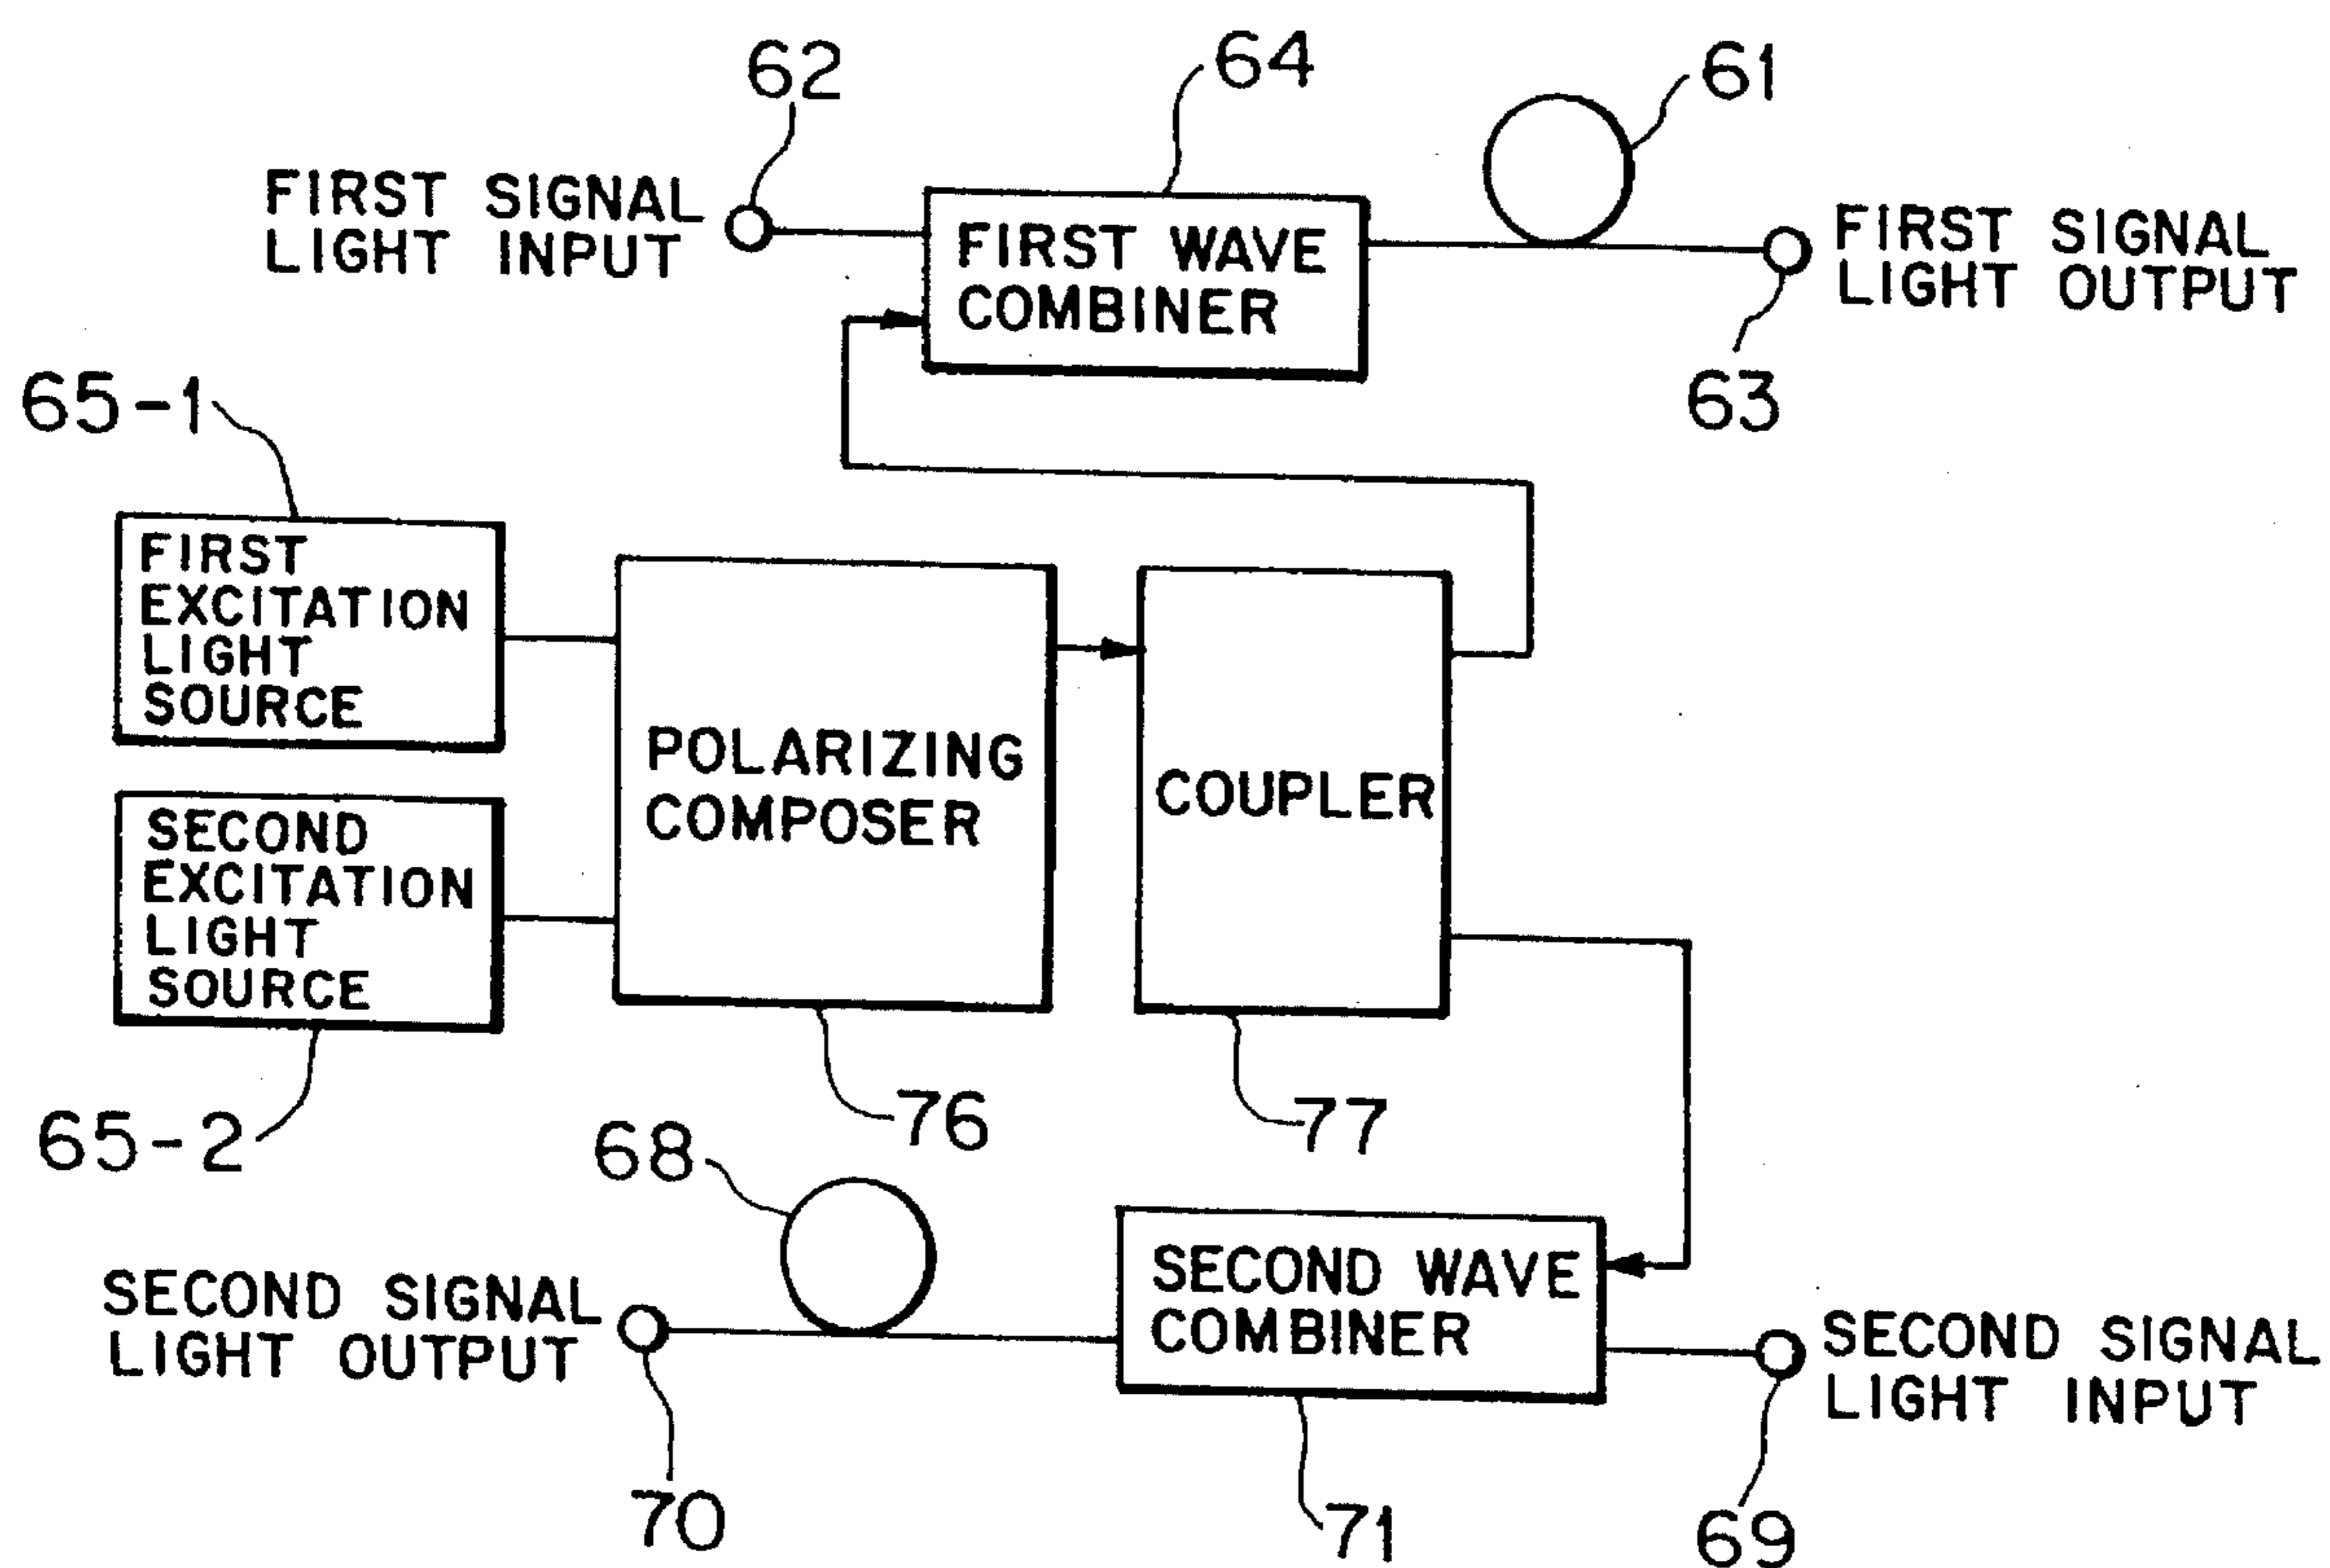 62
64
61
FIRST SIGNAL
LIGHT INPUT
FIRST WAVE
COMBINER
FIRST SIGNAL
LIGHT OUTPUT
63
65-1
FIRST
EXCITATION
LIGHT
SOURCE
POLARIZING
COMPOSER
COUPLER
SECOND
EXCITATION
LIGHT
SOURCE
65-2
76
77
68
SECOND SIGNAL
LIGHT OUTPUT
SECOND WAVE
COMBINER
SECOND SIGNAL
LIGHT INPUT
70
71
69